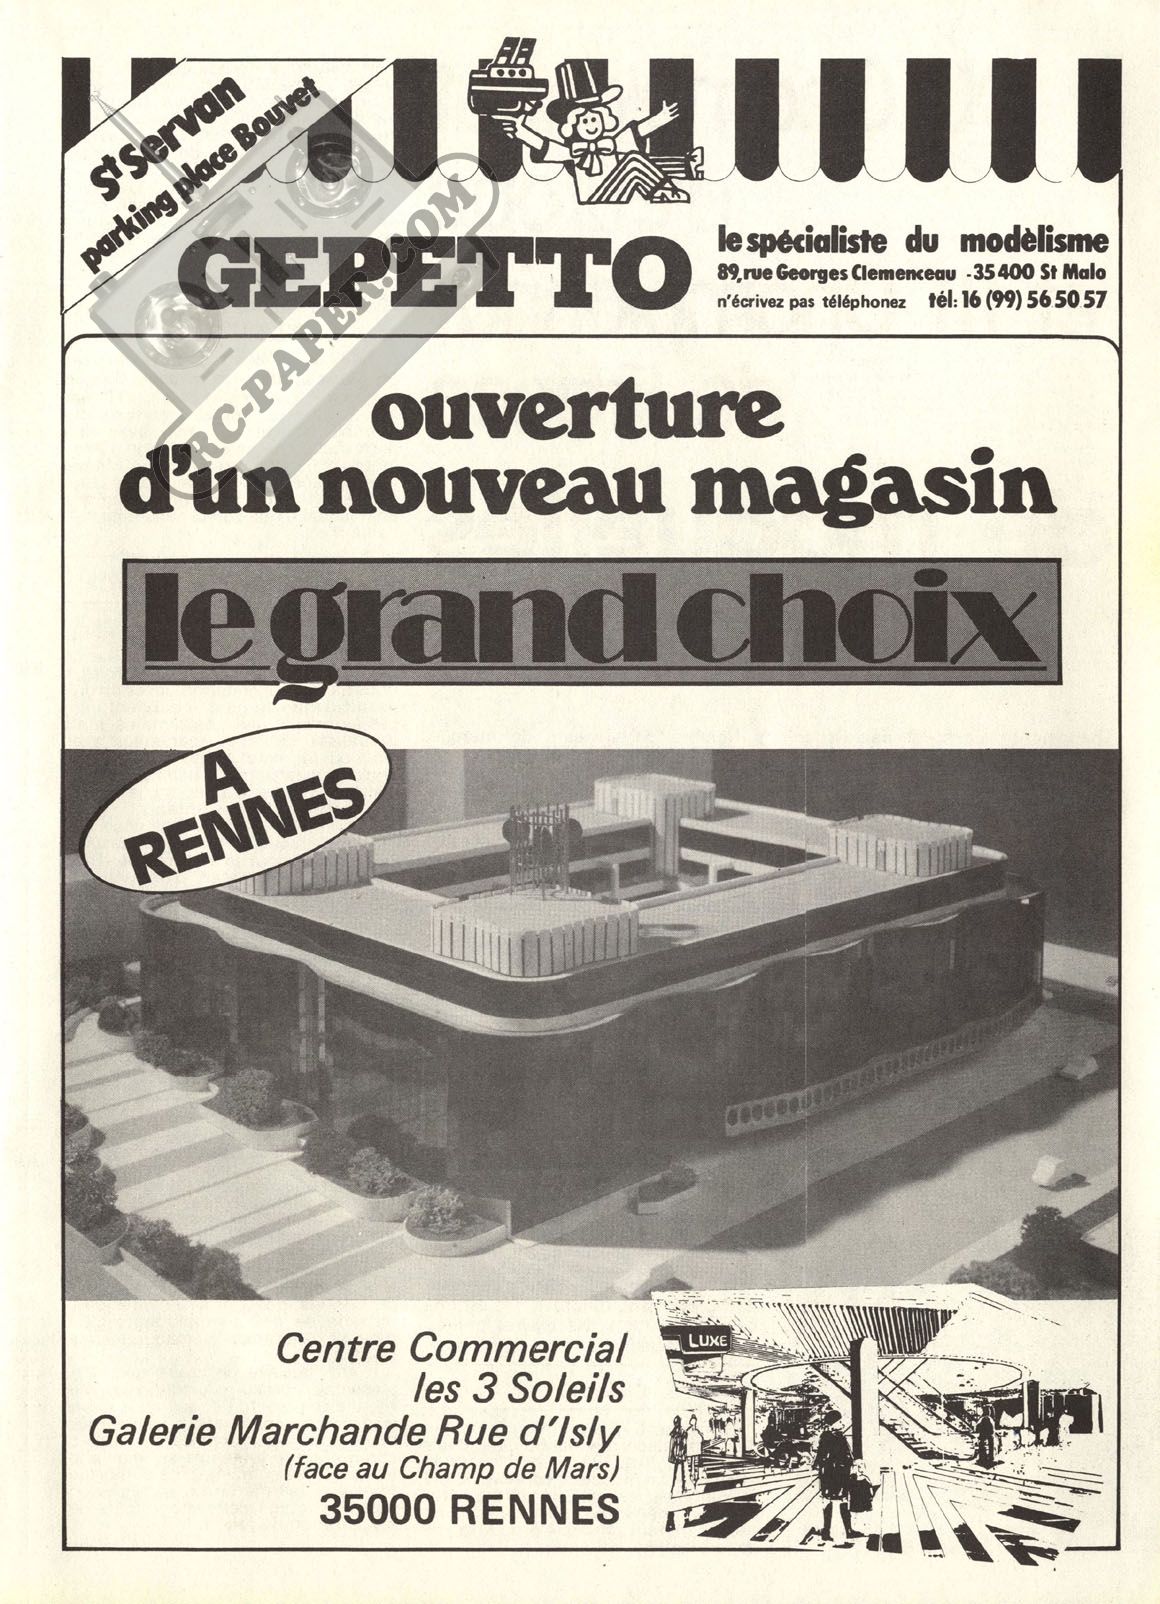 St Servan
parking place Bouvet
GEPETTO
le spécialiste du modèlisme
89, rue Georges Clemenceau - 35 400 St Malo
n'écrivez pas téléphonez tél: 16 (99) 56 50 57
RC-PAPER.COM
ouverture
d'un nouveau magasin
le grand choix
A
RENNES
LUXE
Centre Commercial
les 3 Soleils
Galerie Marchande Rue d'Isly
(face au Champ de Mars)
35000 RENNES